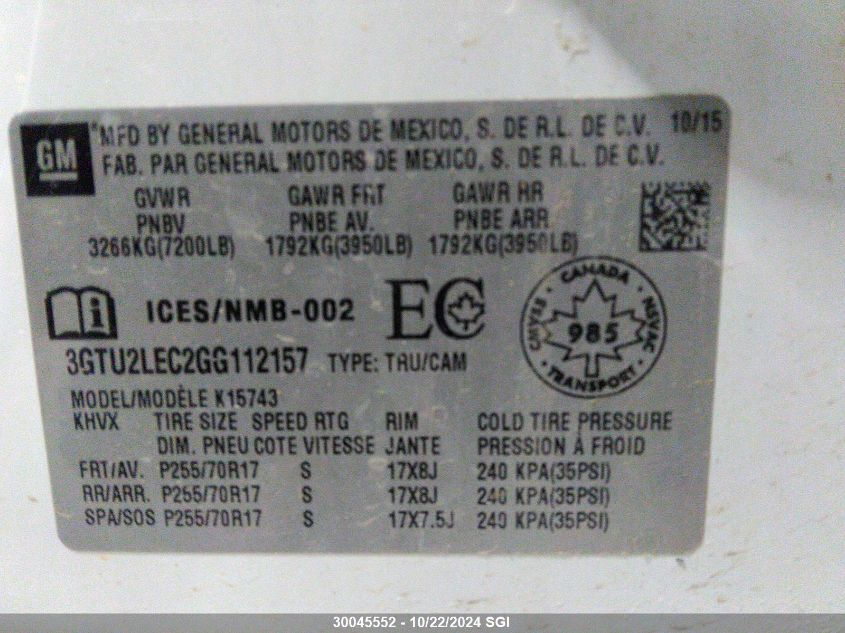 GM
*MFD BY GENERAL MOTORS DE MEXICO, S. DE R.L. DE C.V. 10/15
FAB. PAR GENERAL MOTORS DE MEXICO, S. DE R.L. DE C.V.
GVWR GAWR FRT GAWR RR
PNBV PNBE AV. PNBE ARR
3266KG(7200LB) 1792KG(3950LB) 1792KG(3950LB)
i ICES/NMB-002 EC
CANADA
CMVSS 985 NSVAC
TRANSPORT
3GTU2LEC2GG112157 TYPE: TRU/CAM
MODEL/MODÈLE K15743
KHVX TIRE SIZE SPEED RTG RIM COLD TIRE PRESSURE
DIM. PNEU COTE VITESSE JANTE PRESSION À FROID
FRT/AV. P255/70R17 S 17X8J 240 KPA(35PSI)
RR/ARR. P255/70R17 S 17X8J 240 KPA(35PSI)
SPA/SOS P255/70R17 S 17X7.5J 240 KPA(35PSI)
30045552 - 10/22/2024 SGI